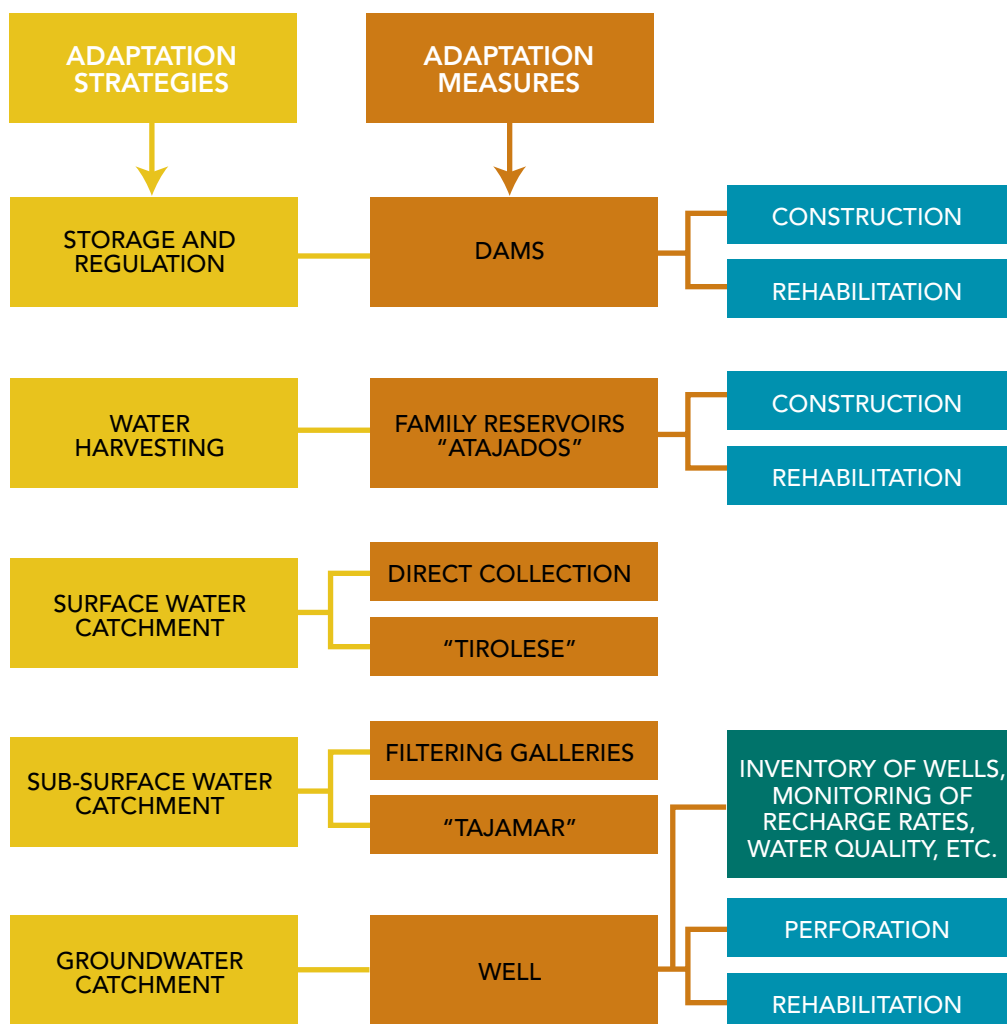 ADAPTATION
STRATEGIES
ADAPTATION
MEASURES
STORAGE AND
REGULATION
DAMS
CONSTRUCTION
REHABILITATION
WATER
HARVESTING
FAMILY RESERVOIRS
“ATAJADOS”
CONSTRUCTION
REHABILITATION
SURFACE WATER
CATCHMENT
DIRECT COLLECTION
“TIROLESE”
SUB-SURFACE WATER
CATCHMENT
FILTERING GALLERIES
“TAJAMAR”
INVENTORY OF WELLS,
MONITORING OF
RECHARGE RATES,
WATER QUALITY, ETC.
GROUNDWATER
CATCHMENT
WELL
PERFORATION
REHABILITATION